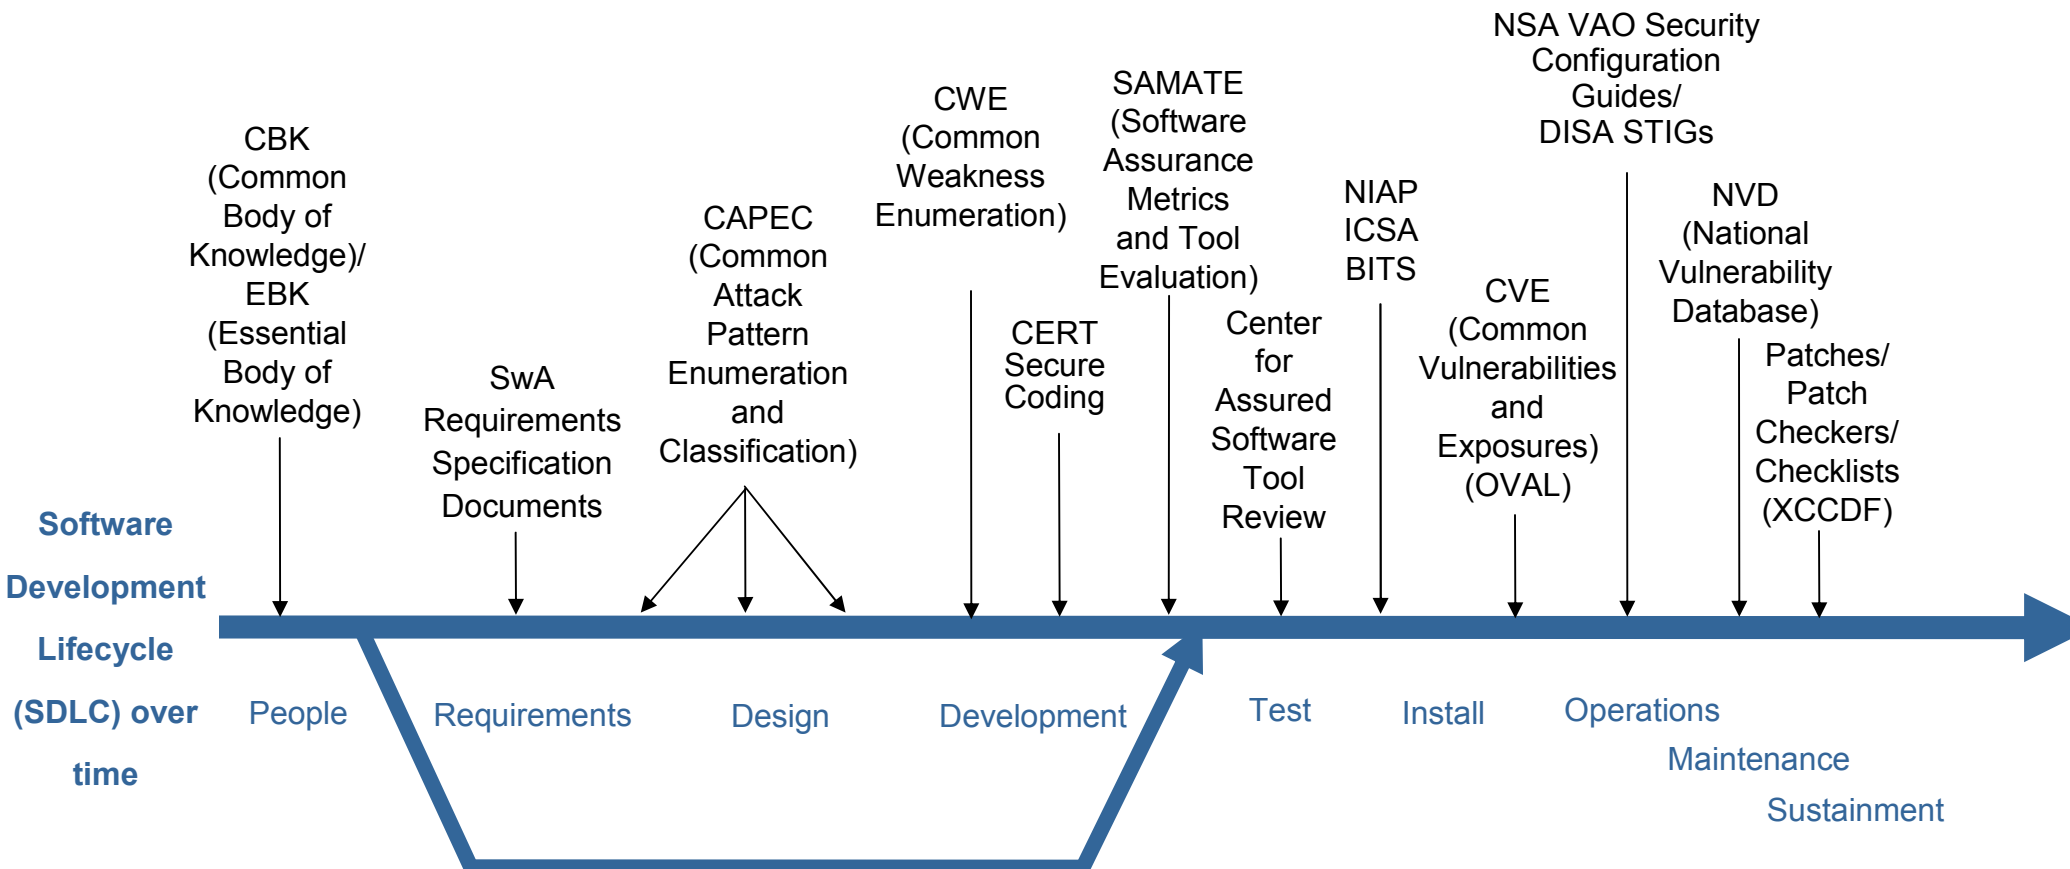 CBK
(Common
Body of
Knowledge)/
EBK
(Essential
Body of
Knowledge)
SwA
Requirements
Specification
Documents
CAPEC
(Common
Attack
Pattern
Enumeration
and
Classification)
CWE
(Common
Weakness
Enumeration)
CERT
Secure
Coding
SAMATE
(Software
Assurance
Metrics
and Tool
Evaluation)
Center
for
Assured
Software
Tool
Review
NIAP
ICSA
BITS
CVE
(Common
Vulnerabilities
and
Exposures)
(OVAL)
NSA VAO Security
Configuration
Guides/
DISA STIGs
NVD
(National
Vulnerability
Database)
Patches/
Patch
Checkers/
Checklists
(XCCDF)
Software
Development
Lifecycle
(SDLC) over
time
People
Requirements
Design
Development
Test
Install
Operations
Maintenance
Sustainment